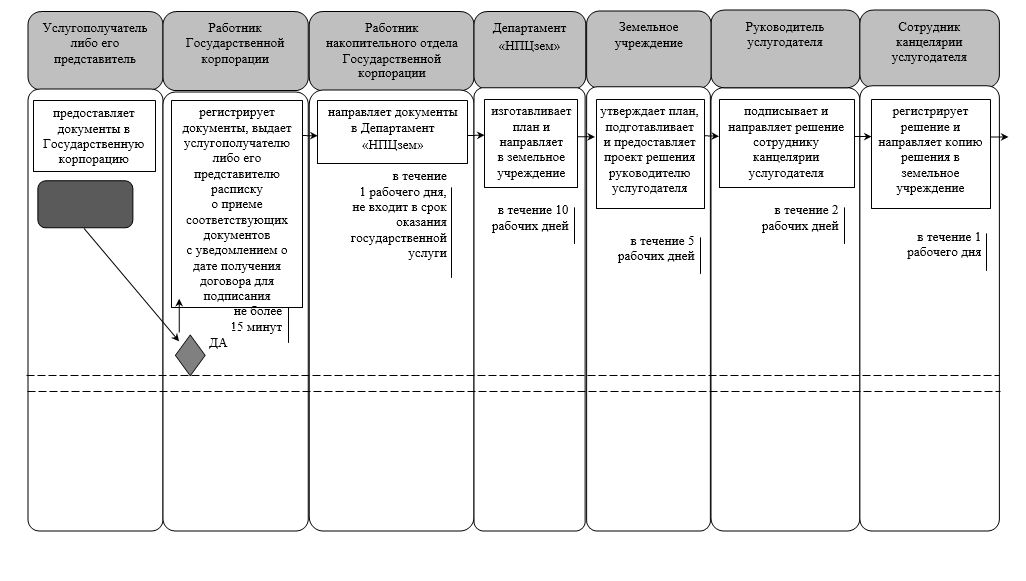 Услугополучатель
либо его
представитель
Работник
Государственной
корпорации
Работник
накопительного отдела
Государственной
корпорации
Департамент
«НПЦзем»
Земельное
учреждение
Руководитель
услугодателя
Сотрудник
канцелярии
услугодателя
предоставляет
документы в
Государственную
корпорацию
регистрирует
документы, выдает
услугополучателю
либо его
представителю
расписку
о приеме
соответствующих
документов
с уведомлением о
дате получения
договора для
подписания
не более
15 минут
ДА
направляет документы
в Департамент
«НПЦзем»
в течение
1 рабочего дня,
не входит в срок
оказания
государственной
услуги
изготавливает
план и
направляет
в земельное
учреждение
в течение 10
рабочих дней
утверждает план,
подготавливает
и предоставляет
проект решения
руководителю
услугодателя
в течение 5
рабочих дней
подписывает и
направляет решение
сотруднику
канцелярии
услугодателя
в течение 2
рабочих дней
регистрирует
решение и
направляет копию
решения в
земельное
учреждение
в течение 1
рабочего дня